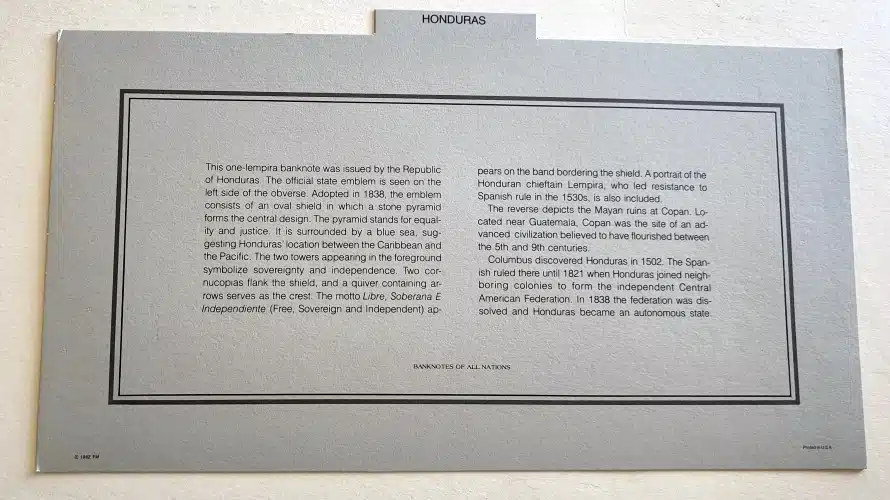 HONDURAS
This one-lempira banknote was issued by the Republic
of Honduras. The official state emblem is seen on the
left side of the obverse. Adopted in 1838, the emblem
consists of an oval shield in which a stone pyramid
forms the central design. The pyramid stands for equal-
ity and justice. It is surrounded by a blue sea, sug-
gesting Honduras' location between the Caribbean and
the Pacific. The two towers appearing in the foreground
symbolize sovereignty and independence. Two cor-
nucopias flank the shield, and a quiver containing ar-
rows serves as the crest. The motto Libre, Soberana E
Independiente (Free, Sovereign and Independent) ap-
pears on the band bordering the shield. A portrait of the
Honduran chieftain Lempira, who led resistance to
Spanish rule in the 1530s, is also included.
The reverse depicts the Mayan ruins at Copan. Lo-
cated near Guatemala, Copan was the site of an ad-
vanced civilization believed to have flourished between
the 5th and 9th centuries.
Columbus discovered Honduras in 1502. The Span-
ish ruled there until 1821 when Honduras joined neigh-
boring colonies to form the independent Central
American Federation. In 1838 the federation was dis-
solved and Honduras became an autonomous state.
BANKNOTES OF ALL NATIONS
© 1982 FM
Printed in U.S.A.